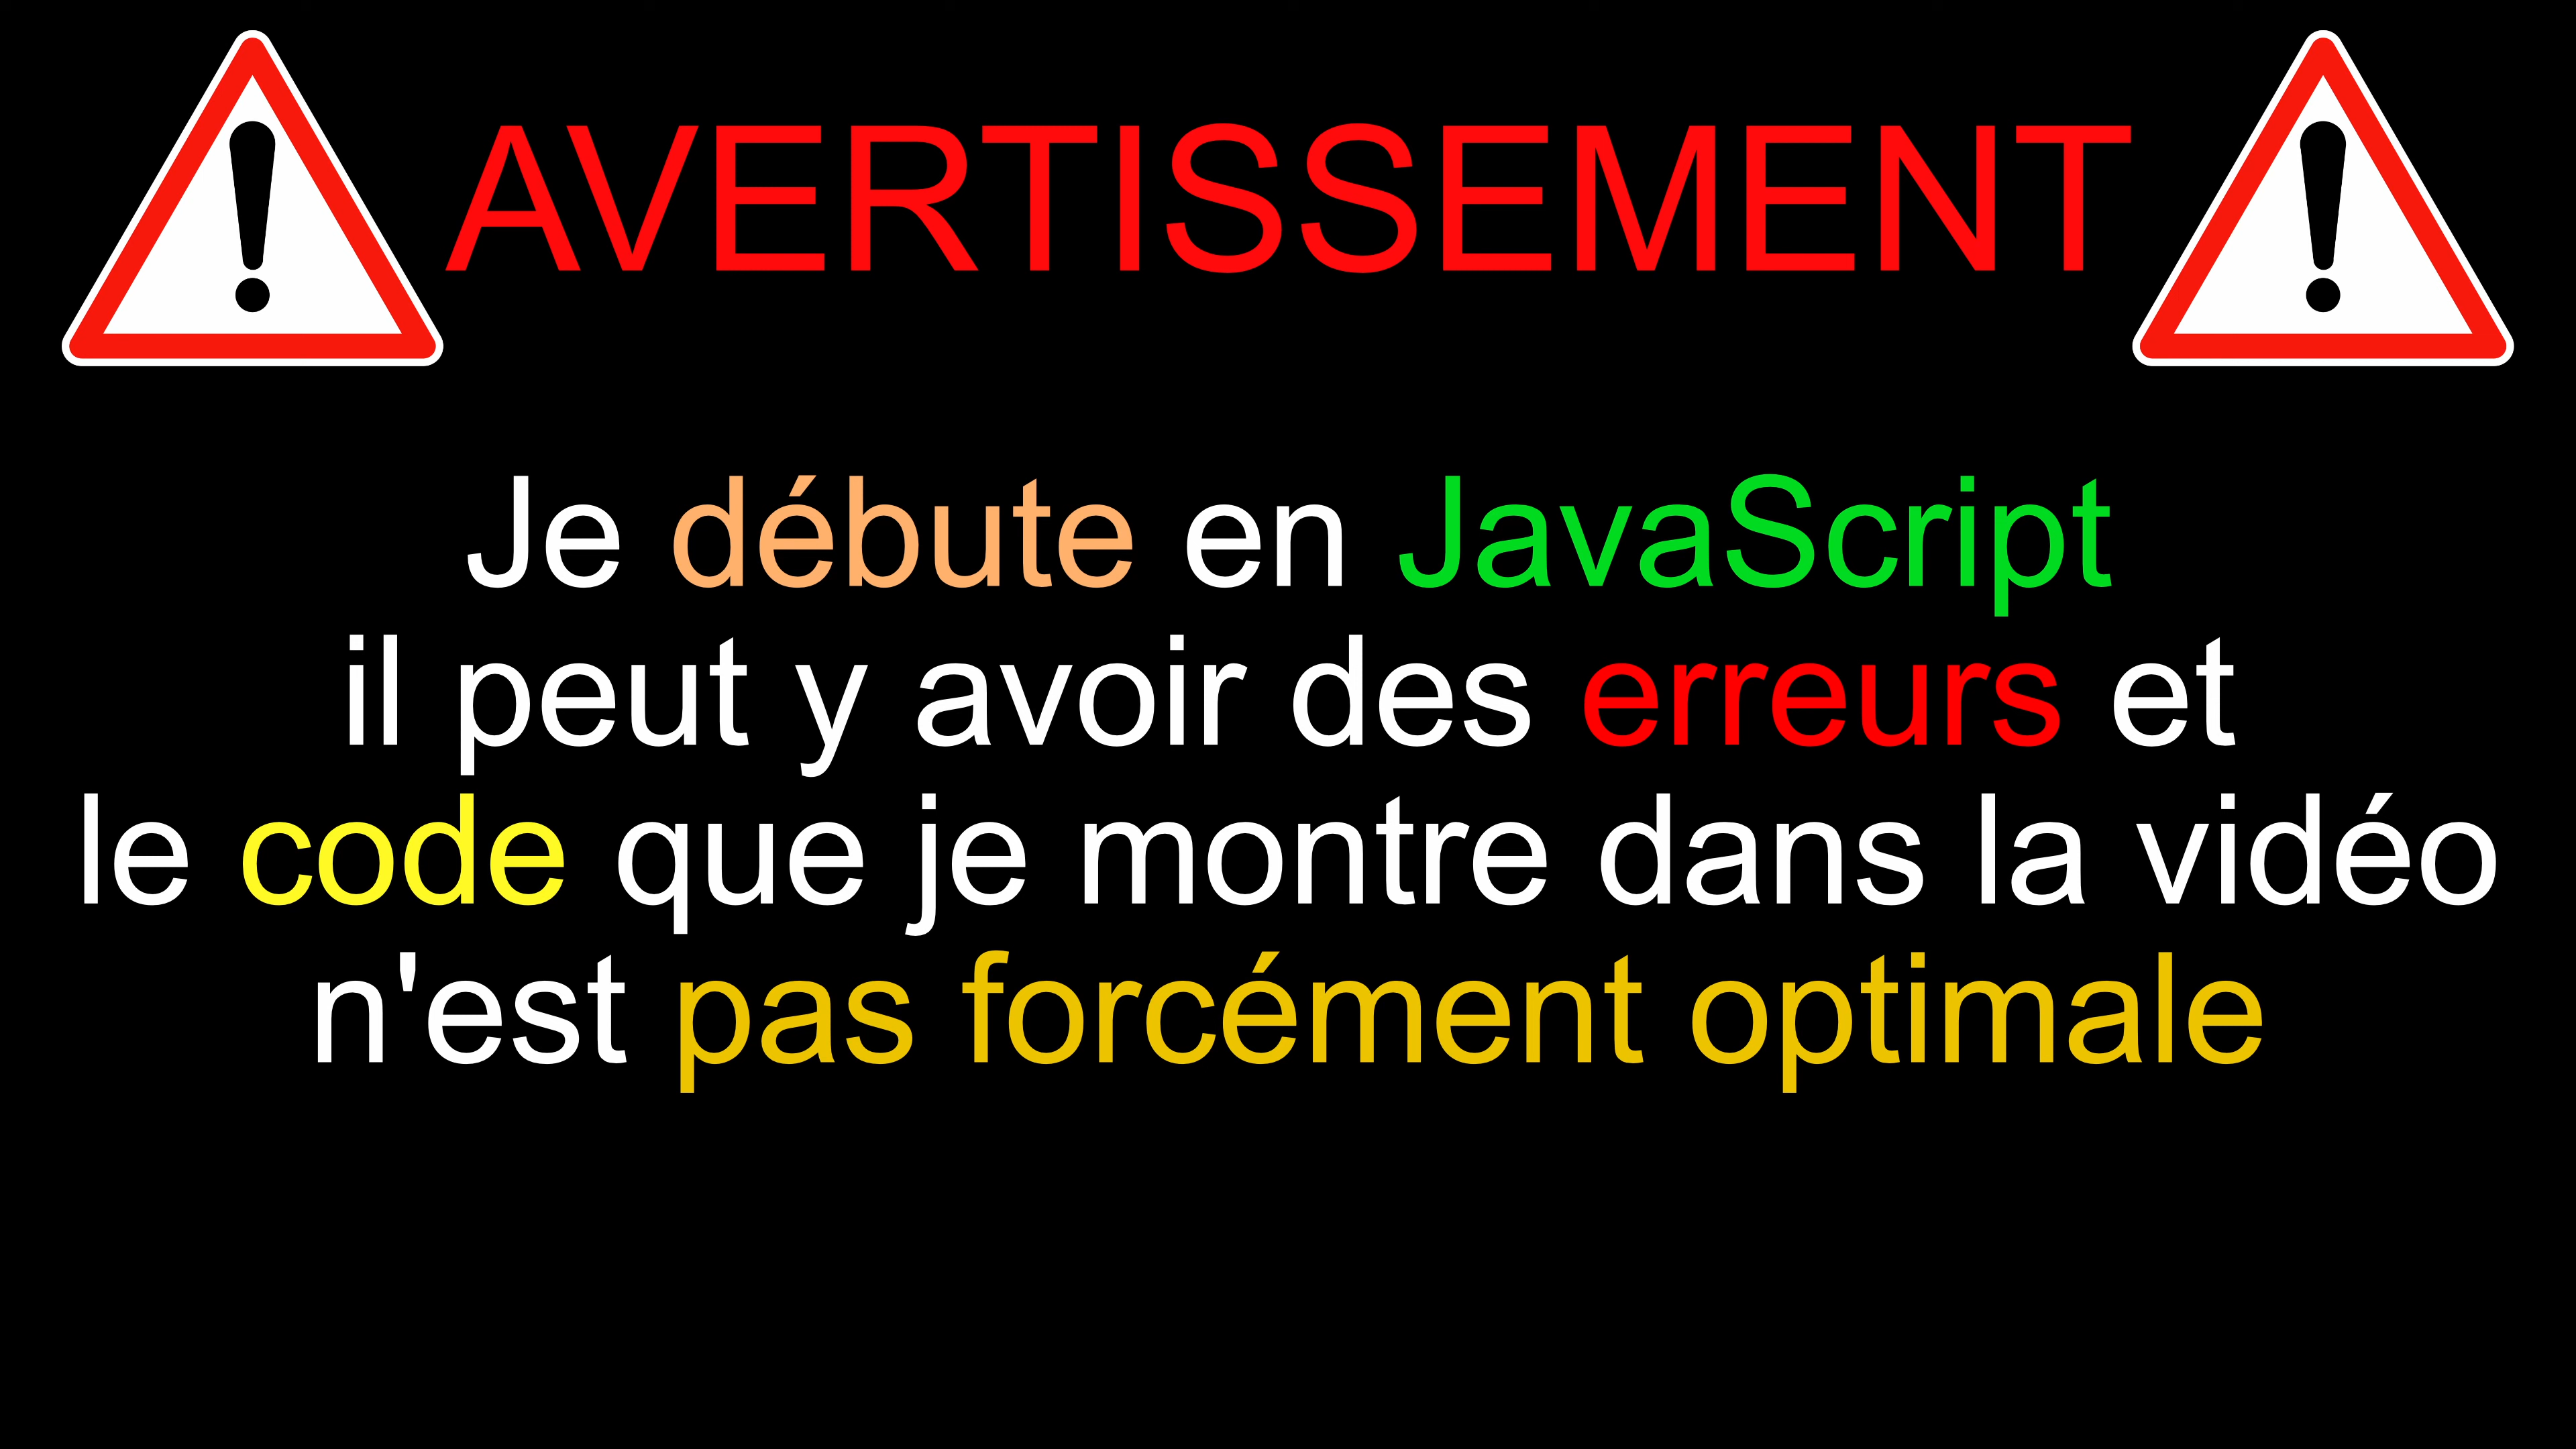 AVERTISSEMENT
Je débute en JavaScript
il peut y avoir des erreurs et
le code que je montre dans la vidéo
n'est pas forcément optimale